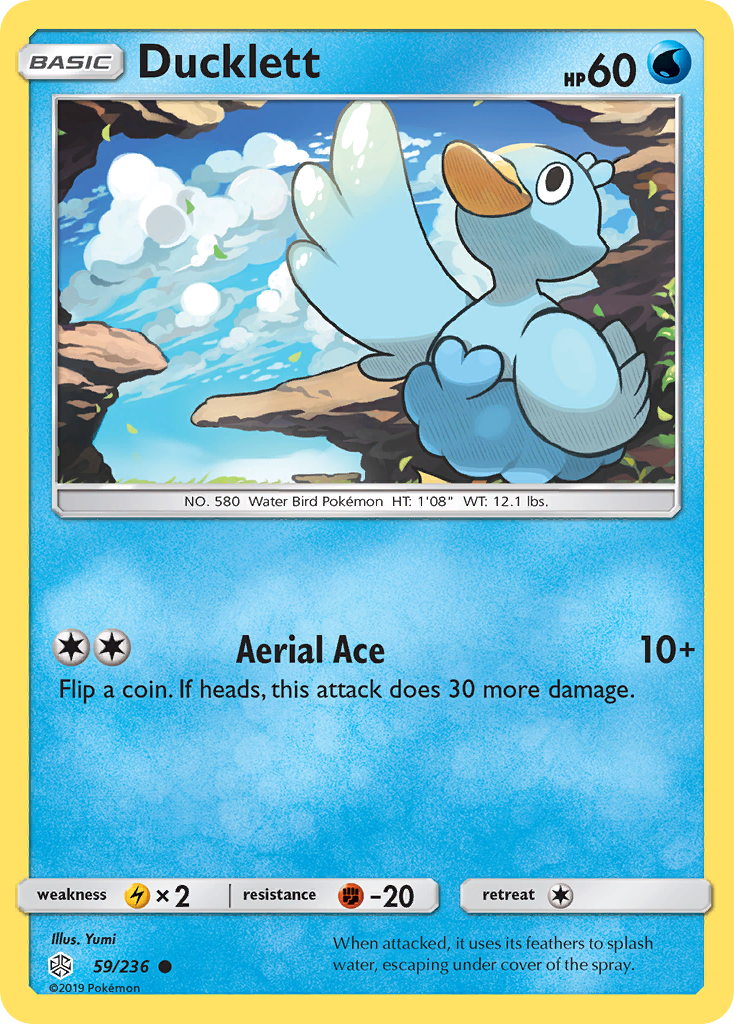 BASIC Ducklett HP60
NO. 580 Water Bird Pokémon HT: 1'08" WT: 12.1 lbs.
Aerial Ace 10+
Flip a coin. If heads, this attack does 30 more damage.
weakness ×2 resistance -20 retreat
Illus. Yumi
59/236
©2019 Pokémon
When attacked, it uses its feathers to splash
water, escaping under cover of the spray.